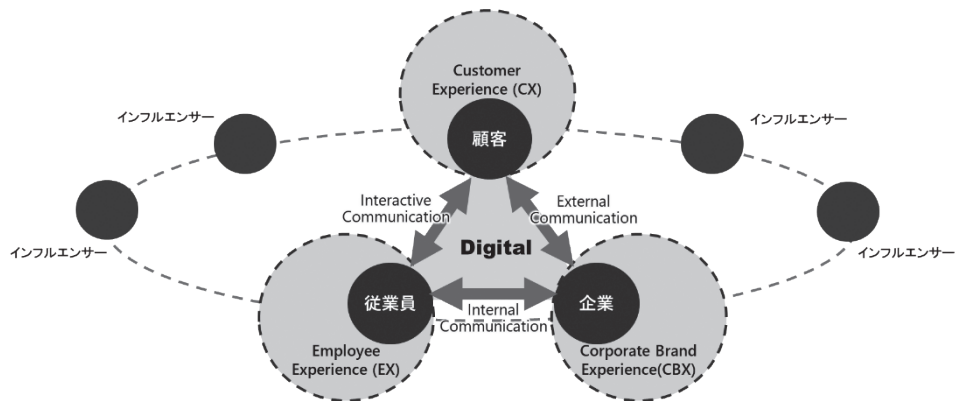 Customer
Experience (CX)
顧客
インフルエンサー
インフルエンサー
インフルエンサー
インフルエンサー
Interactive
Communication
External
Communication
Digital
従業員
Internal
Communication
企業
Employee
Experience (EX)
Corporate Brand
Experience(CBX)